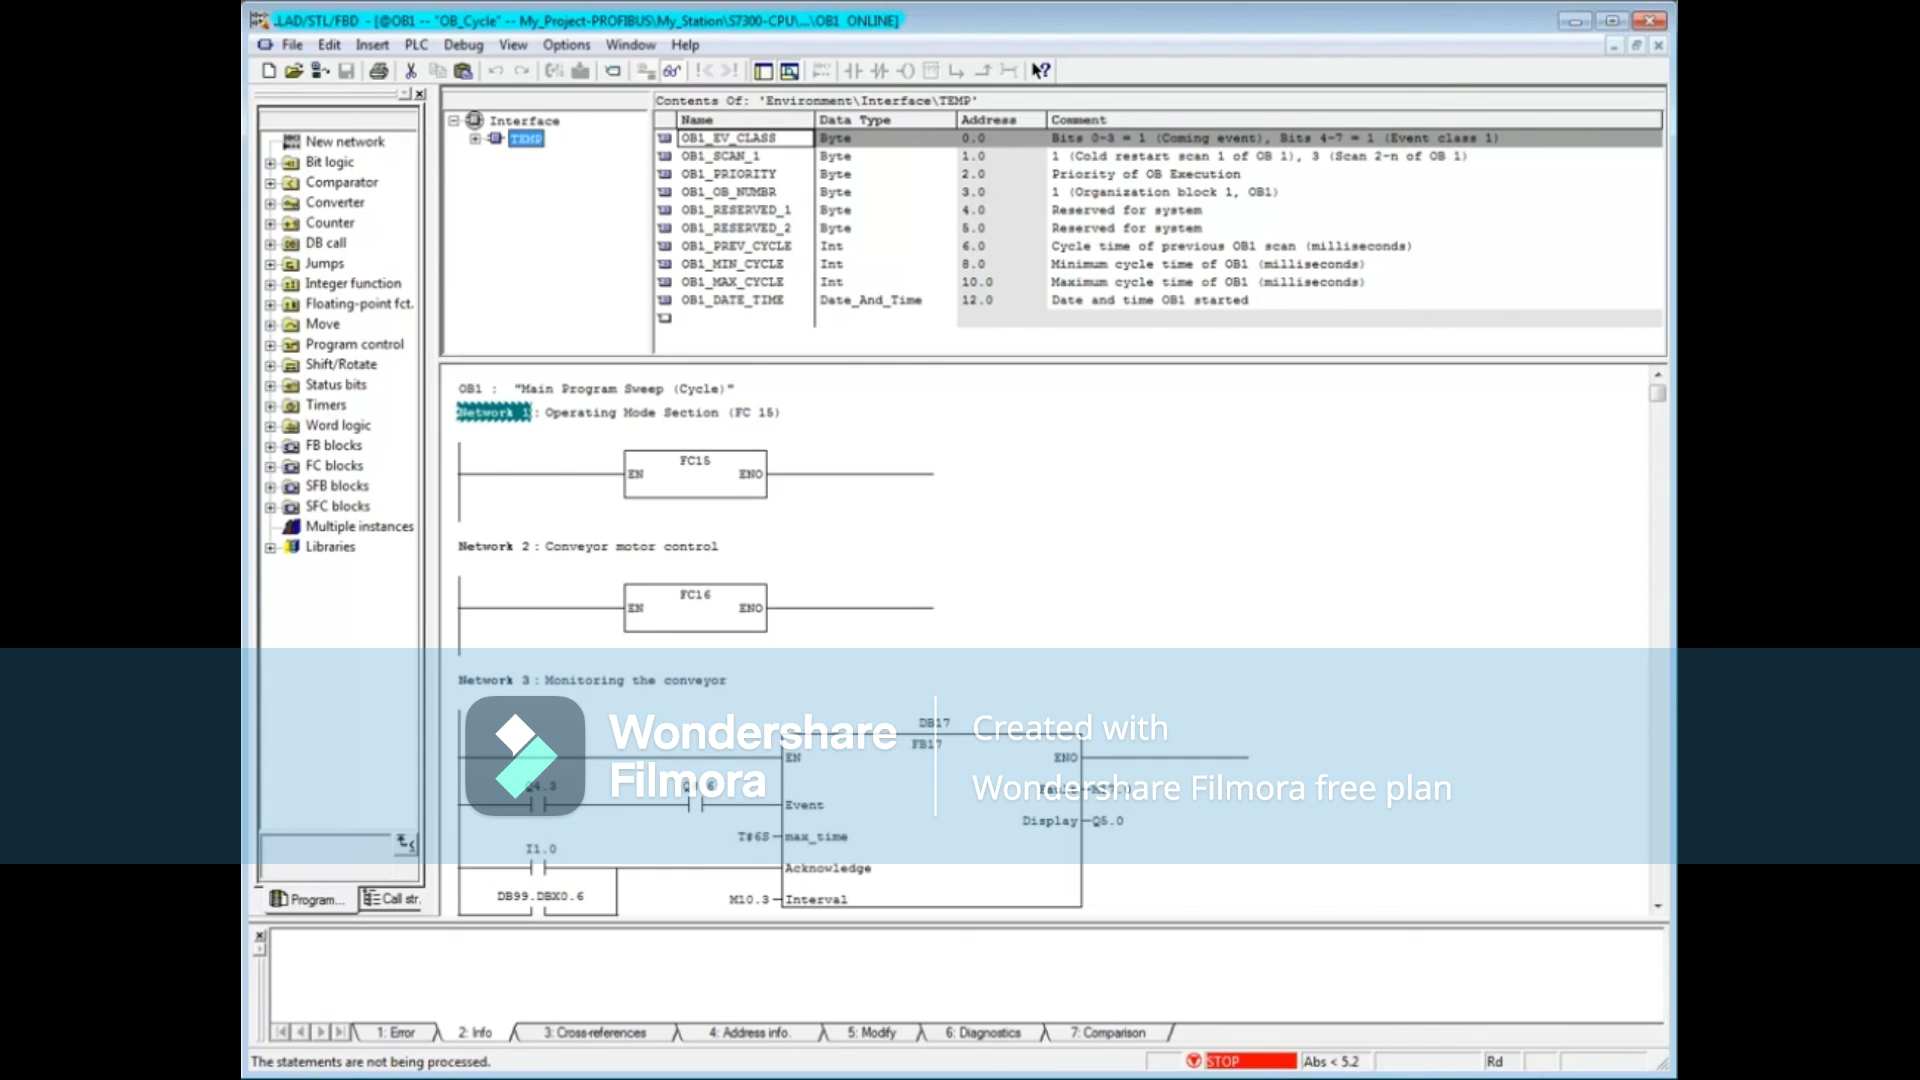 LAD/STL/FBD - [@OB1 -- "OB_Cycle" -- My_Project-PROFIBUS\My_Station\S7300-CPU\...\OB1 ONLINE]
File Edit Insert PLC Debug View Options Window Help
New network
Bit logic
Comparator
Converter
Counter
DB call
Jumps
Integer function
Floating-point fct.
Move
Program control
Shift/Rotate
Status bits
Timers
Word logic
FB blocks
FC blocks
SFB blocks
SFC blocks
Multiple instances
Libraries
Program... Call str.
Interface
TEMP
Contents Of: 'Environment\Interface\TEMP'
Name Data Type Address Comment
OB1_EV_CLASS Byte 0.0 Bits 0-3 = 1 (Coming event), Bits 4-7 = 1 (Event class 1)
OB1_SCAN_1 Byte 1.0 1 (Cold restart scan 1 of OB 1), 3 (Scan 2-n of OB 1)
OB1_PRIORITY Byte 2.0 Priority of OB Execution
OB1_OB_NUMBR Byte 3.0 1 (Organization block 1, OB1)
OB1_RESERVED_1 Byte 4.0 Reserved for system
OB1_RESERVED_2 Byte 5.0 Reserved for system
OB1_PREV_CYCLE Int 6.0 Cycle time of previous OB1 scan (milliseconds)
OB1_MIN_CYCLE Int 8.0 Minimum cycle time of OB1 (milliseconds)
OB1_MAX_CYCLE Int 10.0 Maximum cycle time of OB1 (milliseconds)
OB1_DATE_TIME Date_And_Time 12.0 Date and time OB1 started
OB1 : "Main Program Sweep (Cycle)"
Network 1 : Operating Mode Section (FC 15)
FC15
EN ENO
Network 2 : Conveyor motor control
FC16
EN ENO
Network 3 : Monitoring the conveyor
DB17
FB17
EN ENO
Event
Display Q5.0
T#6S max_time
I1.0
Acknowledge
DB99.DBX0.6
M10.3 Interval
Wondershare
Filmora
Created with
Wondershare Filmora free plan
1: Error 2: Info 3: Cross-references 4: Address info. 5: Modify 6: Diagnostics 7: Comparison
The statements are not being processed. STOP Abs < 5.2 Rd